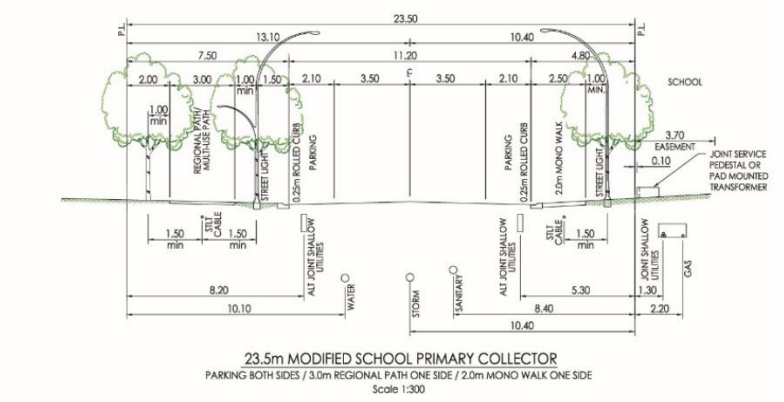 23.50
P.L.
P.L.
13.10
10.40
7.50
11.20
4.80
2.00
3.00
1.00
min
1.50
2.10
3.50
3.50
2.10
2.50
1.00
MIN.
SCHOOL
1.00
min
REGIONAL PATH/
MULTI-USE PATH
STREET LIGHT
0.25m ROLLED CURB
PARKING
PARKING
0.25m ROLLED CURB
2.0m MONO WALK
STREET LIGHT
3.70
EASEMENT
0.10
JOINT SERVICE
PEDESTAL OR
PAD MOUNTED
TRANSFORMER
STLT
CABLE
STLT
CABLE
1.50
min
1.50
min
1.50
min
ALT JOINT SHALLOW
UTILITIES
WATER
STORM
SANITARY
ALT JOINT SHALLOW
UTILITIES
JOINT SHALLOW
UTILITIES
GAS
8.20
5.30
1.30
10.10
8.40
2.20
10.40
23.5m MODIFIED SCHOOL PRIMARY COLLECTOR
PARKING BOTH SIDES / 3.0m REGIONAL PATH ONE SIDE / 2.0m MONO WALK ONE SIDE
Scale 1:300